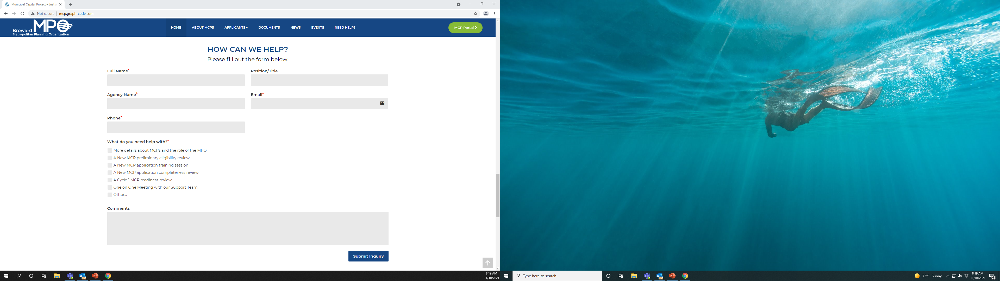 Municipal Capital Project – Just
Not secure
mcp.graph-code.com
Broward MPO
Metropolitan Planning Organization
HOME
ABOUT MCPS
APPLICANTS
DOCUMENTS
NEWS
EVENTS
NEED HELP?
MCP Portal
HOW CAN WE HELP?
Please fill out the form below.
Full Name*
Position/Title
Agency Name*
Email*
Phone*
What do you need help with?*
More details about MCPs and the role of the MPO
A New MCP preliminary eligibility review
A New MCP application training session
A New MCP application completeness review
A Cycle 1 MCP readiness review
One on One Meeting with our Support Team
Other...
Comments
Submit Inquiry
8:19 AM
11/10/2021
Type here to search
73°F Sunny
8:19 AM
11/10/2021
21